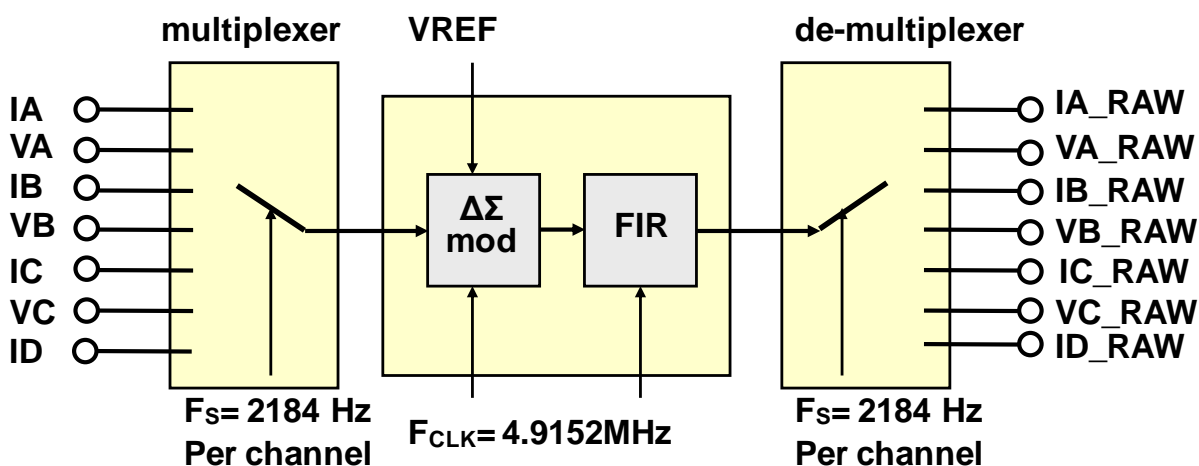 multiplexer
VREF
de-multiplexer
IA
VA
IB
VB
IC
VC
ID
ΔΣ
mod
FIR
IA_RAW
VA_RAW
IB_RAW
VB_RAW
IC_RAW
VC_RAW
ID_RAW
FS= 2184 Hz
Per channel
FCLK= 4.9152MHz
FS= 2184 Hz
Per channel